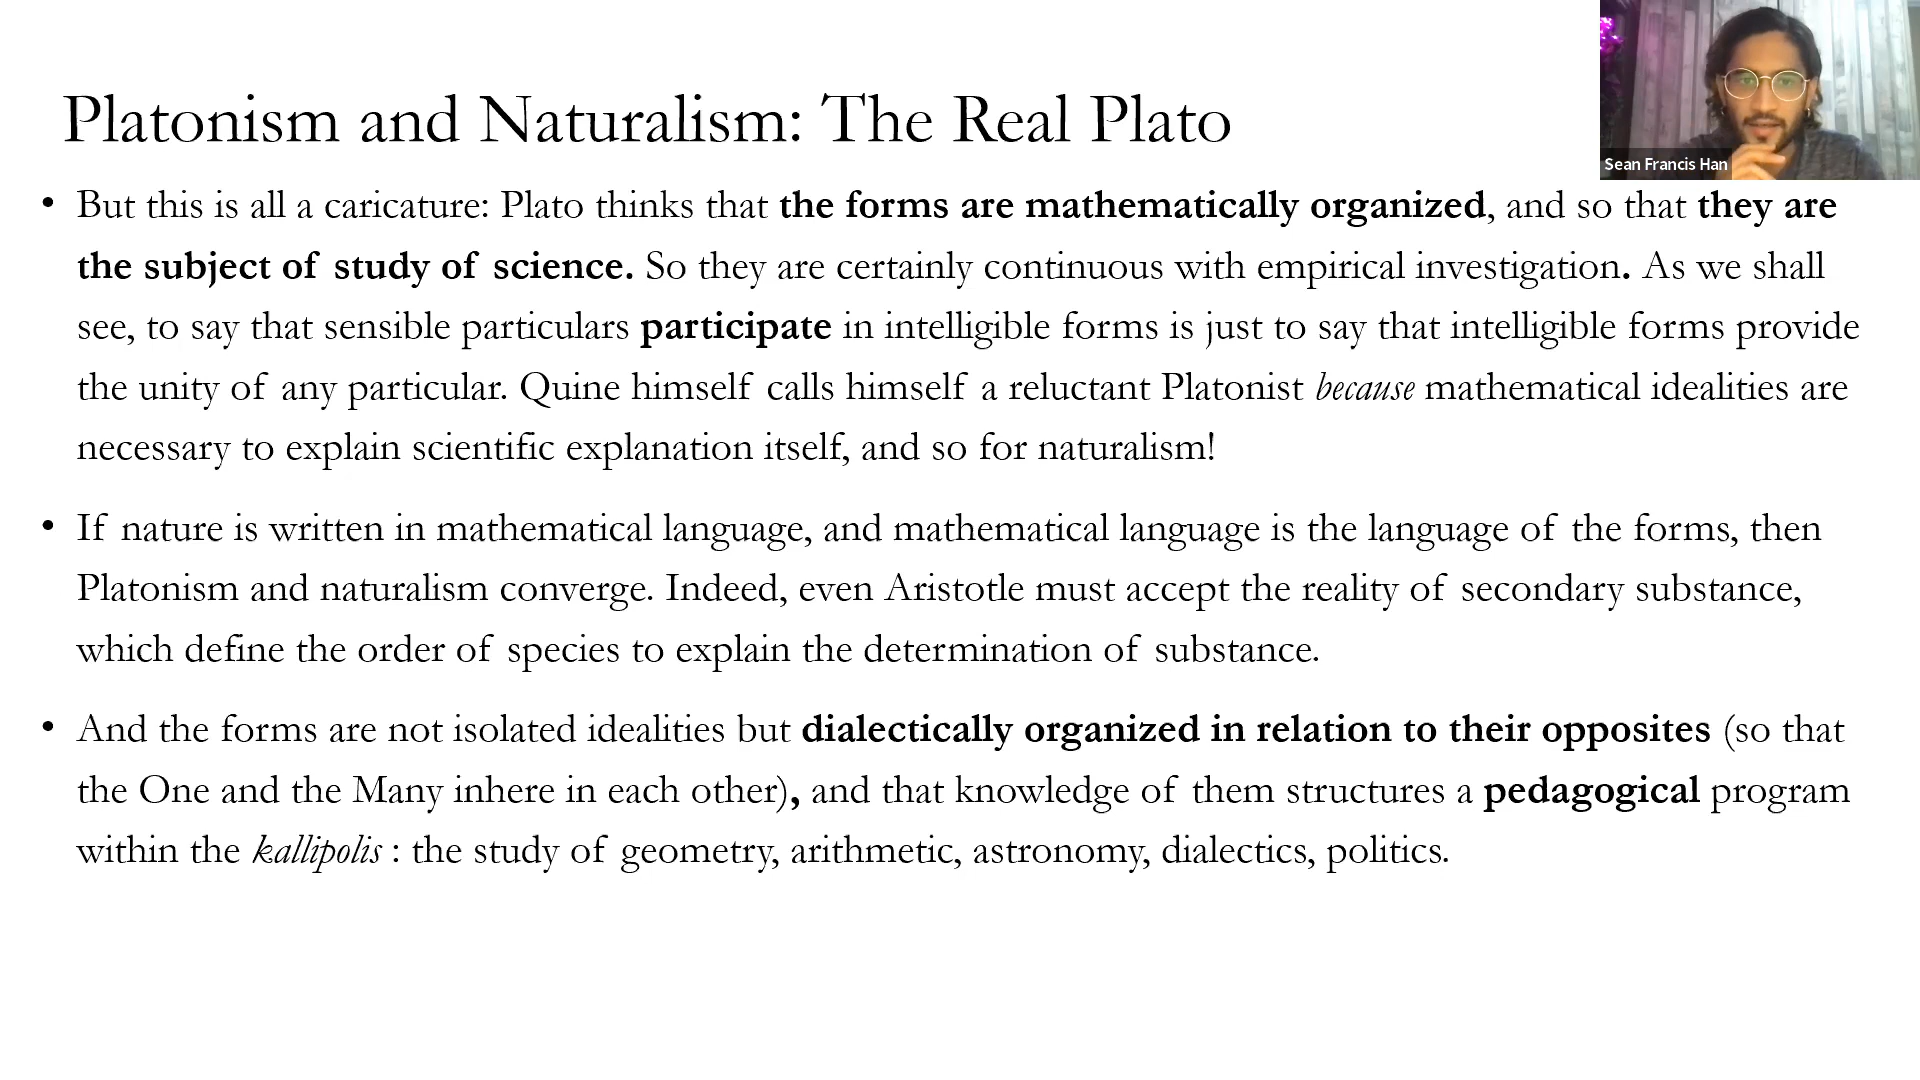 Platonism and Naturalism: The Real Plato
Sean Francis Han
• But this is all a caricature: Plato thinks that the forms are mathematically organized, and so that they are
the subject of study of science. So they are certainly continuous with empirical investigation. As we shall
see, to say that sensible particulars participate in intelligible forms is just to say that intelligible forms provide
the unity of any particular. Quine himself calls himself a reluctant Platonist because mathematical idealities are
necessary to explain scientific explanation itself, and so for naturalism!
• If nature is written in mathematical language, and mathematical language is the language of the forms, then
Platonism and naturalism converge. Indeed, even Aristotle must accept the reality of secondary substance,
which define the order of species to explain the determination of substance.
• And the forms are not isolated idealities but dialectically organized in relation to their opposites (so that
the One and the Many inhere in each other), and that knowledge of them structures a pedagogical program
within the kallipolis : the study of geometry, arithmetic, astronomy, dialectics, politics.